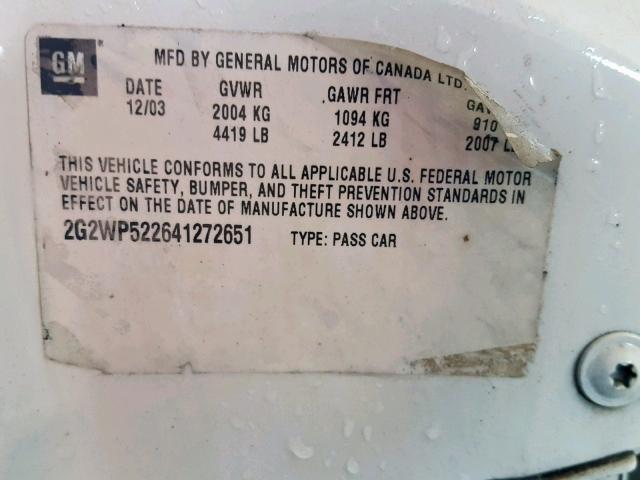 GM
MFD BY GENERAL MOTORS OF CANADA LTD.
DATE GVWR GAWR FRT
12/03 2004 KG 1094 KG 910
4419 LB 2412 LB 2007
THIS VEHICLE CONFORMS TO ALL APPLICABLE U.S. FEDERAL MOTOR
VEHICLE SAFETY, BUMPER, AND THEFT PREVENTION STANDARDS IN
EFFECT ON THE DATE OF MANUFACTURE SHOWN ABOVE.
2G2WP522641272651 TYPE: PASS CAR